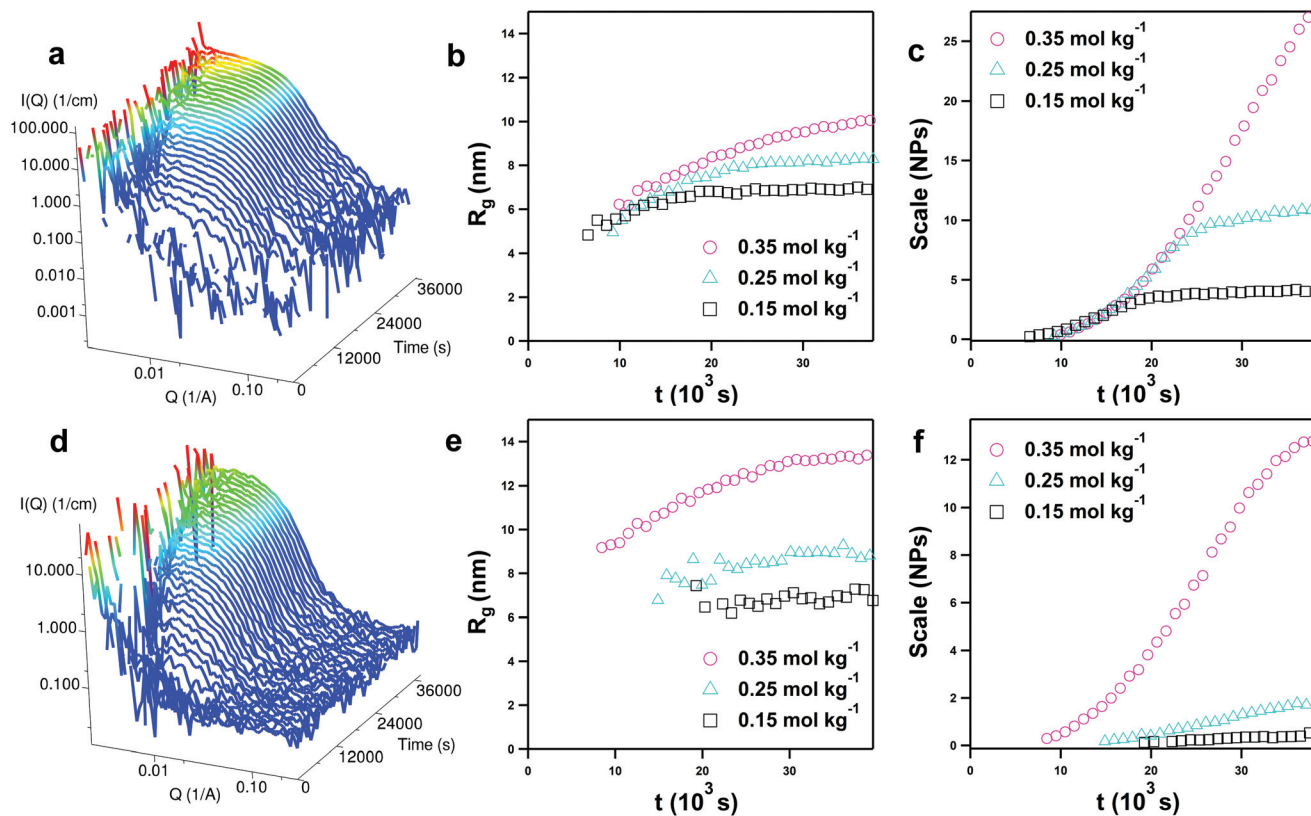 a
I(Q) (1/cm)
100.000
10.000
1.000
0.100
0.010
0.001
0.01
0.10
Q (1/A)
0
12000
24000
36000
Time (s)
b
14
12
10
8
6
4
2
0
R_g (nm)
0.35 mol kg⁻¹
0.25 mol kg⁻¹
0.15 mol kg⁻¹
0
10
20
30
t (10³ s)
c
25
20
15
10
5
0
Scale (NPs)
0.35 mol kg⁻¹
0.25 mol kg⁻¹
0.15 mol kg⁻¹
0
10
20
30
t (10³ s)
d
I(Q) (1/cm)
10.000
1.000
0.100
0.01
0.10
Q (1/A)
0
12000
24000
36000
Time (s)
e
14
12
10
8
6
4
2
0
R_g (nm)
0.35 mol kg⁻¹
0.25 mol kg⁻¹
0.15 mol kg⁻¹
0
10
20
30
t (10³ s)
f
12
10
8
6
4
2
0
Scale (NPs)
0.35 mol kg⁻¹
0.25 mol kg⁻¹
0.15 mol kg⁻¹
0
10
20
30
t (10³ s)